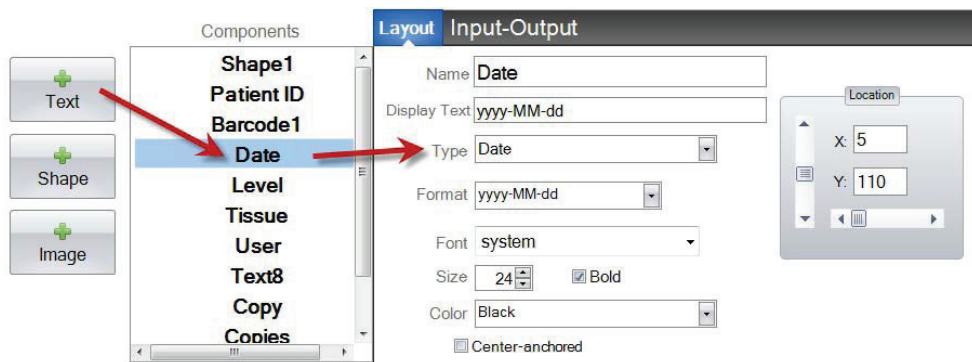 Components
Text
Shape
Image
Shape1
Patient ID
Barcode1
Date
Level
Tissue
User
Text8
Copy
Copies
Layout Input-Output
Name Date
Display Text yyyy-MM-dd
Type Date
Format yyyy-MM-dd
Font system
Size 24 Bold
Color Black
Center-anchored
Location
X: 5
Y: 110